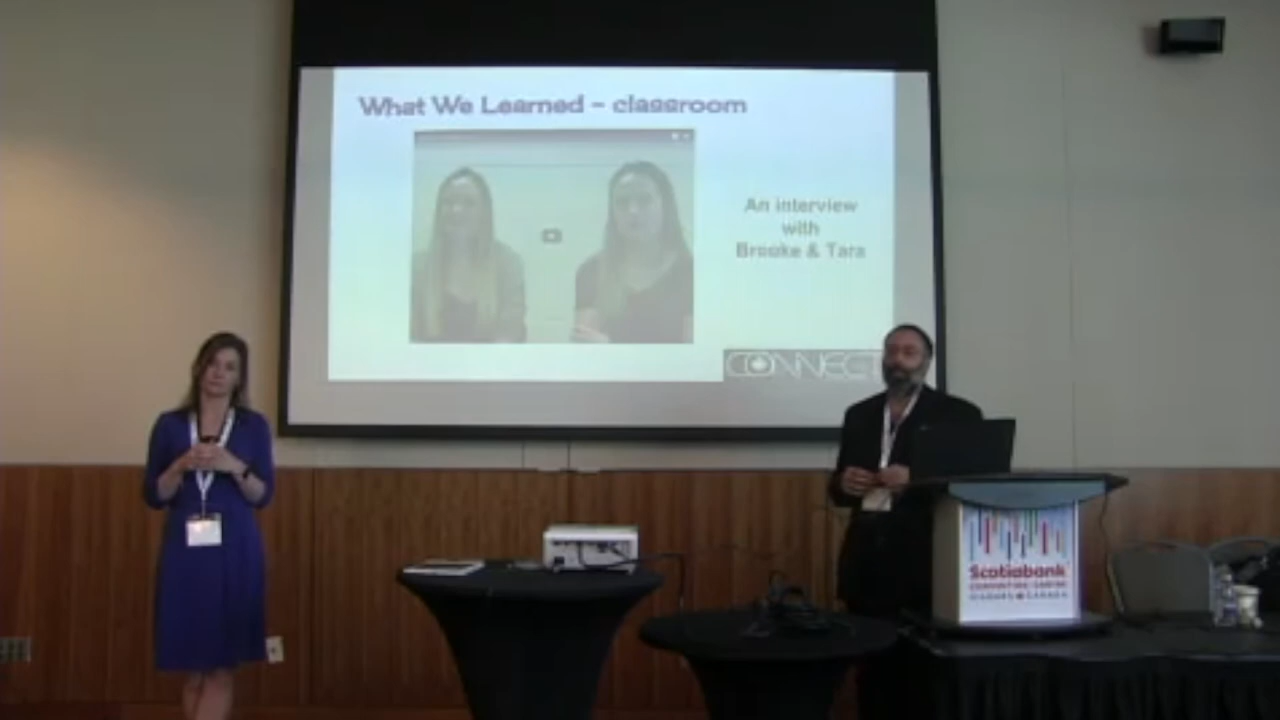 What We Learned - classroom
An interview
with
Brooke & Tara
CONNECT
Scotiabank
CONVENTION CENTRE
NIAGARA CANADA